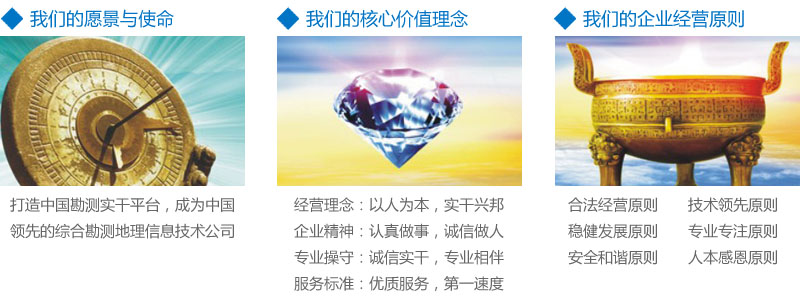 我们的愿景与使命
打造中国勘测实干平台，成为中国
领先的综合勘测地理信息技术公司
我们的核心价值理念
经营理念：以人为本，实干兴邦
企业精神：认真做事，诚信做人
专业操守：诚信实干，专业相伴
服务标准：优质服务，第一速度
我们的企业经营原则
合法经营原则 技术领先原则
稳健发展原则 专业专注原则
安全和谐原则 人本感恩原则